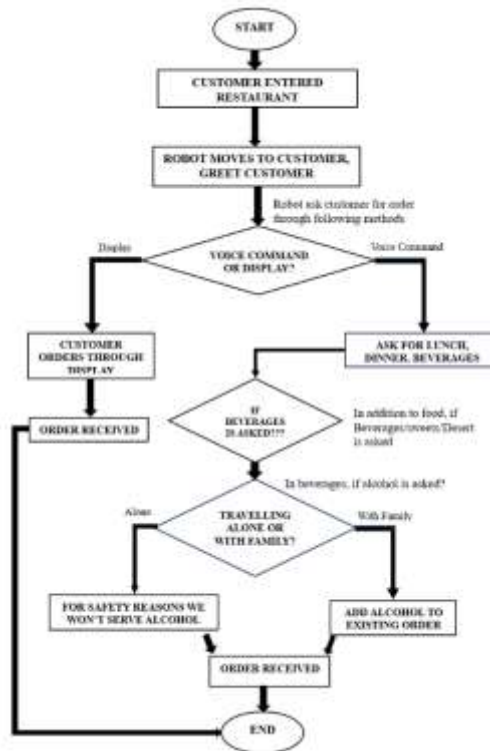 START
CUSTOMER ENTERED
RESTAURANT
ROBOT MOVES TO CUSTOMER,
GREET CUSTOMER
Robot ask customer for order
through following methods
Display
VOICE COMMAND
OR DISPLAY?
Voice Command
CUSTOMER
ORDERS THROUGH
DISPLAY
ASK FOR LUNCH,
DINNER, BEVERAGES
ORDER RECEIVED
IF
BEVERAGES
IS ASKED???
In addition to food, if
Beverages/sweets/Desert
is asked
In beverages, if alcohol is asked?
Alone
TRAVELLING
ALONE OR
WITH FAMILY?
With Family
FOR SAFETY REASONS WE
WON'T SERVE ALCOHOL
ADD ALCOHOL TO
EXISTING ORDER
ORDER RECEIVED
END